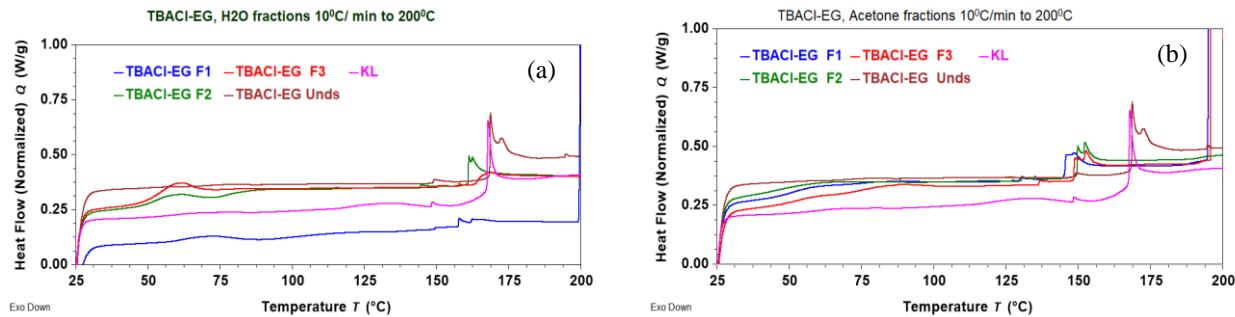 TBACl-EG, H2O fractions 10⁰C/ min to 200⁰C
Heat Flow (Normalized) Q (W/g)
1.00
0.75
0.50
0.25
0.00
TBACl-EG F1
TBACl-EG F3
KL
TBACl-EG F2
TBACl-EG Unds
(a)
25
50
75
100
125
150
175
200
Temperature T (°C)
Exo Down
TBACl-EG, Acetone fractions 10⁰C/min to 200⁰C
Heat Flow (Normalized) Q (W/g)
1.00
0.75
0.50
0.25
0.00
TBACl-EG F1
TBACl-EG F3
KL
TBACl-EG F2
TBACl-EG Unds
(b)
25
50
75
100
125
150
175
200
Temperature T (°C)
Exo Down